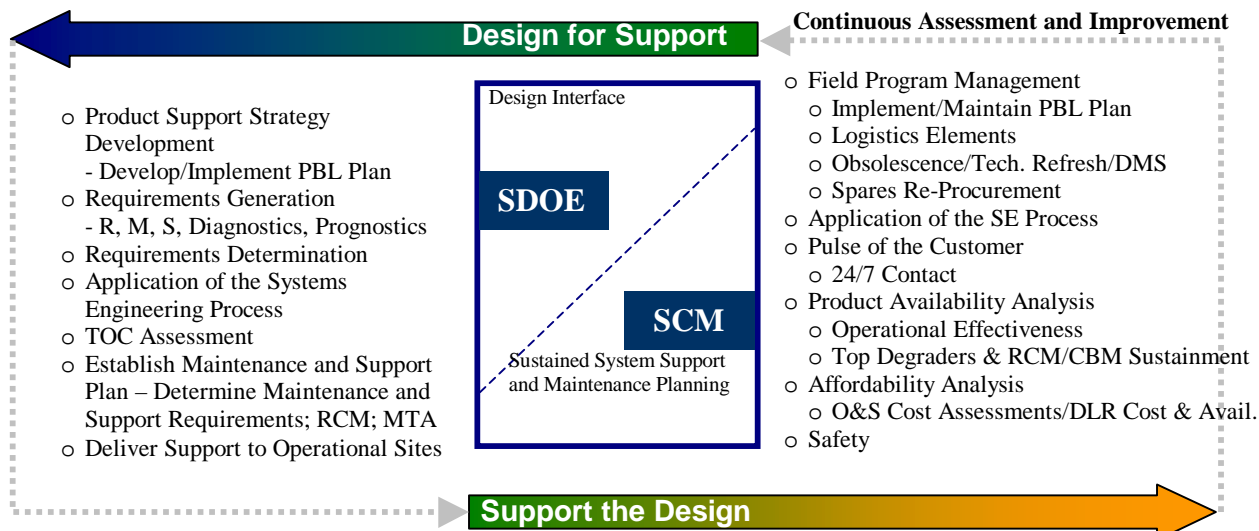 Design for Support
Continuous Assessment and Improvement
o Product Support Strategy
Development
- Develop/Implement PBL Plan
o Requirements Generation
- R, M, S, Diagnostics, Prognostics
o Requirements Determination
o Application of the Systems
Engineering Process
o TOC Assessment
o Establish Maintenance and Support
Plan – Determine Maintenance and
Support Requirements; RCM; MTA
o Deliver Support to Operational Sites
Design Interface
SDOE
SCM
Sustained System Support
and Maintenance Planning
o Field Program Management
o Implement/Maintain PBL Plan
o Logistics Elements
o Obsolescence/Tech. Refresh/DMS
o Spares Re-Procurement
o Application of the SE Process
o Pulse of the Customer
o 24/7 Contact
o Product Availability Analysis
o Operational Effectiveness
o Top Degraders & RCM/CBM Sustainment
o Affordability Analysis
o O&S Cost Assessments/DLR Cost & Avail.
o Safety
Support the Design